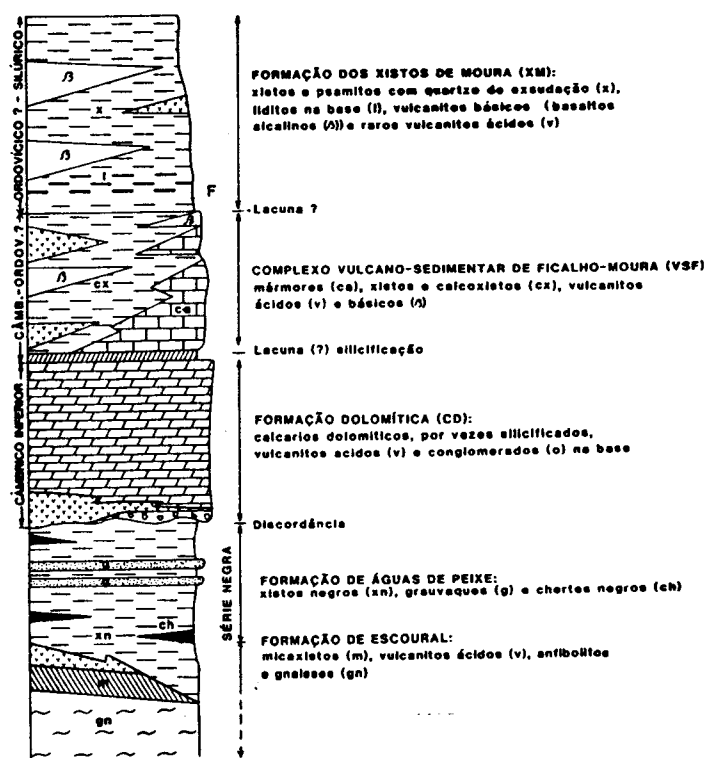 FORMAÇÃO DOS XISTOS DE MOURA (XM):
xistos e psamitos com quartzo de exsudação (x),
liditos na base (l), vulcanitos básicos (basaltos
alcalinos (β)) e raros vulcanitos ácidos (v)
Lacuna ?
COMPLEXO VULCANO-SEDIMENTAR DE FICALHO-MOURA (VSF)
mármores (ca), xistos e calcoxistos (cx), vulcanitos
ácidos (v) e básicos (β)
Lacuna (?) silicificação
FORMAÇÃO DOLOMÍTICA (CD):
calcarios dolomiticos, por vezes silicificados,
vulcanitos acidos (v) e conglomerados (o) na base
Discordância
FORMAÇÃO DE ÁGUAS DE PEIXE:
xistos negros (xn), grauvaques (g) e chertes negros (ch)
FORMAÇÃO DE ESCOURAL:
micaxistos (m), vulcanitos ácidos (v), anfibolitos
e gnaisses (gn)
ORDOVÍCICO ? - SILÚRICO
CÂMB.-ORDOV. ?
CÂMBRICO INFERIOR
SÉRIE NEGRA
β
x
β
l
F
β
β
cx
ca
ch
xn
gn